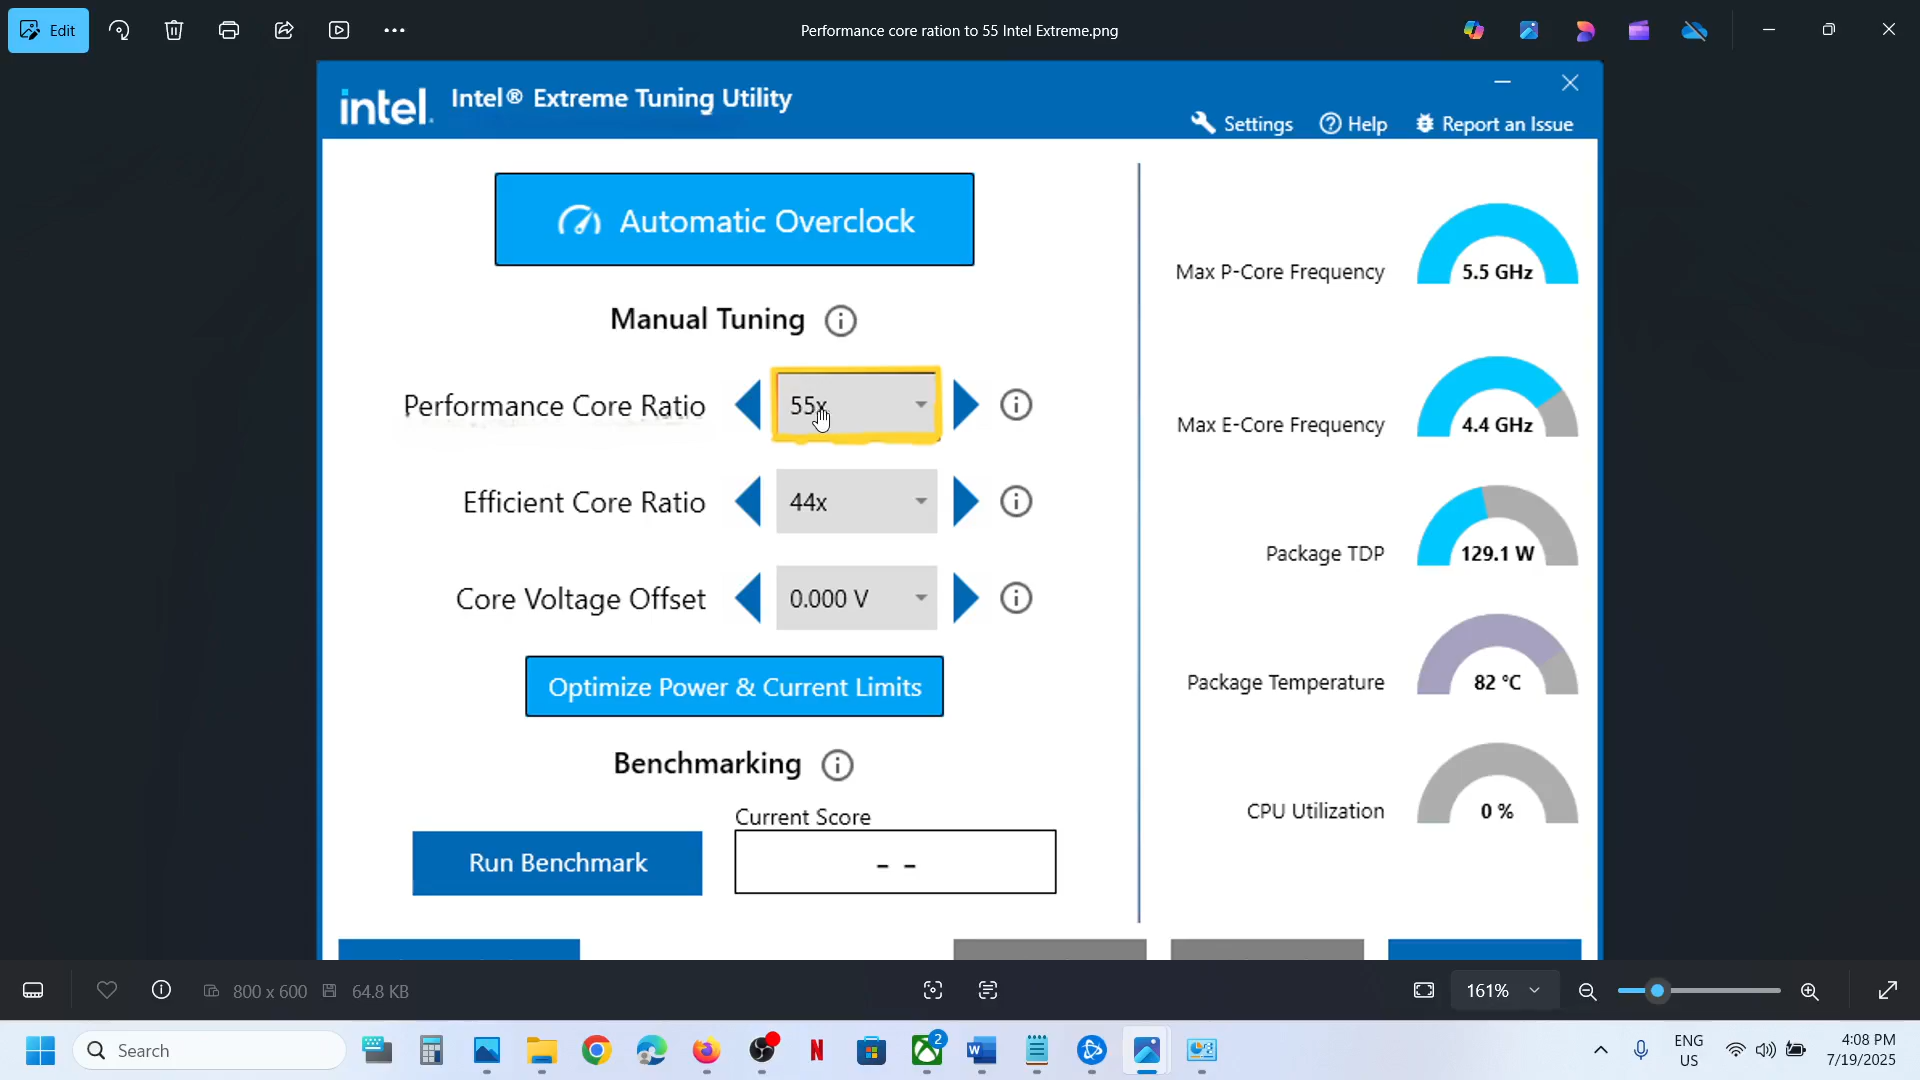 Edit
Performance core ration to 55 Intel Extreme.png
intel.
Intel® Extreme Tuning Utility
Settings
Help
Report an Issue
Automatic Overclock
Manual Tuning
Performance Core Ratio
55x
Efficient Core Ratio
44x
Core Voltage Offset
0.000 V
Optimize Power & Current Limits
Benchmarking
Current Score
Run Benchmark
- -
Max P-Core Frequency
5.5 GHz
Max E-Core Frequency
4.4 GHz
Package TDP
129.1 W
Package Temperature
82 °C
CPU Utilization
0 %
800 x 600
64.8 KB
161%
Search
N
2
W
ENG
US
4:08 PM
7/19/2025